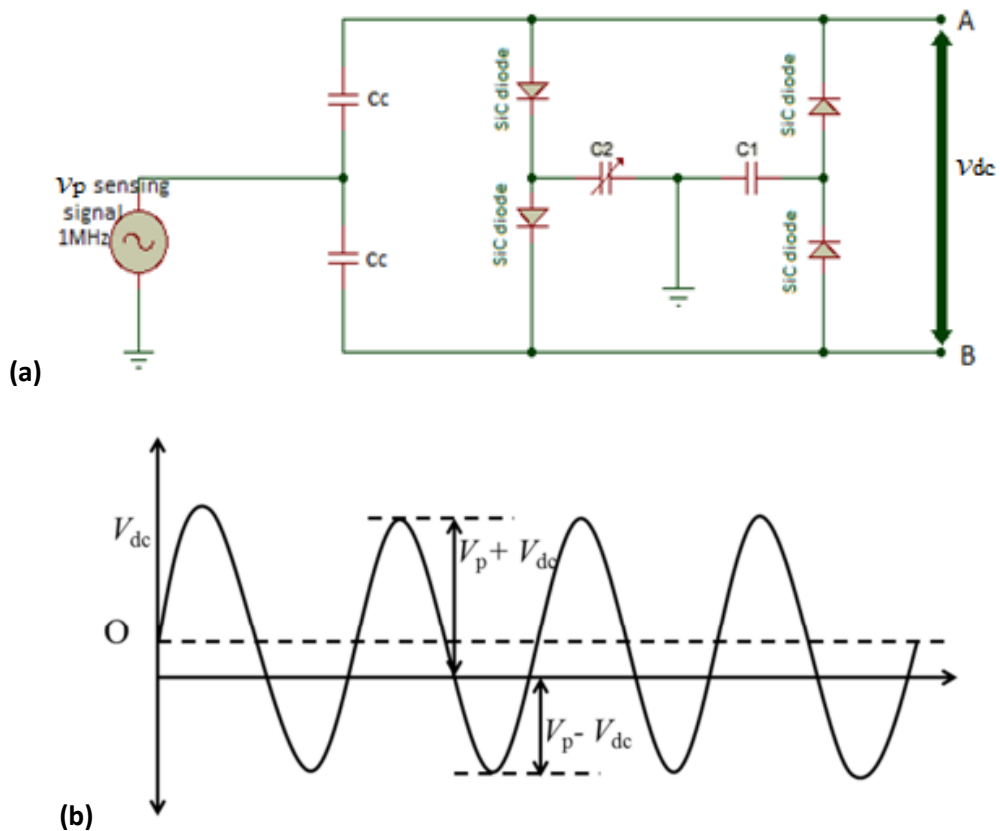 A
SiC diode
SiC diode
Cc
C2
C1
vp sensing
signal
1MHz
vdc
SiC diode
SiC diode
Cc
B
(a)
Vdc
Vp + Vdc
O
Vp - Vdc
(b)